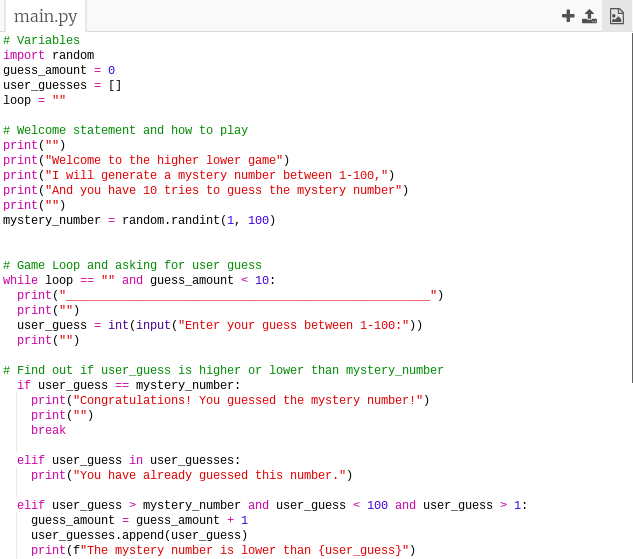 main.py
# Variables
import random
guess_amount = 0
user_guesses = []
loop = ""
# Welcome statement and how to play
print("")
print("Welcome to the higher lower game")
print("I will generate a mystery number between 1-100,")
print("And you have 10 tries to guess the mystery number")
print("")
mystery_number = random.randint(1, 100)
# Game Loop and asking for user guess
while loop == "" and guess_amount < 10:
  print("____________________________________________________")
  print("")
  user_guess = int(input("Enter your guess between 1-100:"))
  print("")
# Find out if user_guess is higher or lower than mystery_number
  if user_guess == mystery_number:
    print("Congratulations! You guessed the mystery number!")
    print("")
    break
  elif user_guess in user_guesses:
    print("You have already guessed this number.")
  elif user_guess > mystery_number and user_guess < 100 and user_guess > 1:
    guess_amount = guess_amount + 1
    user_guesses.append(user_guess)
    print(f"The mystery number is lower than {user_guess}")